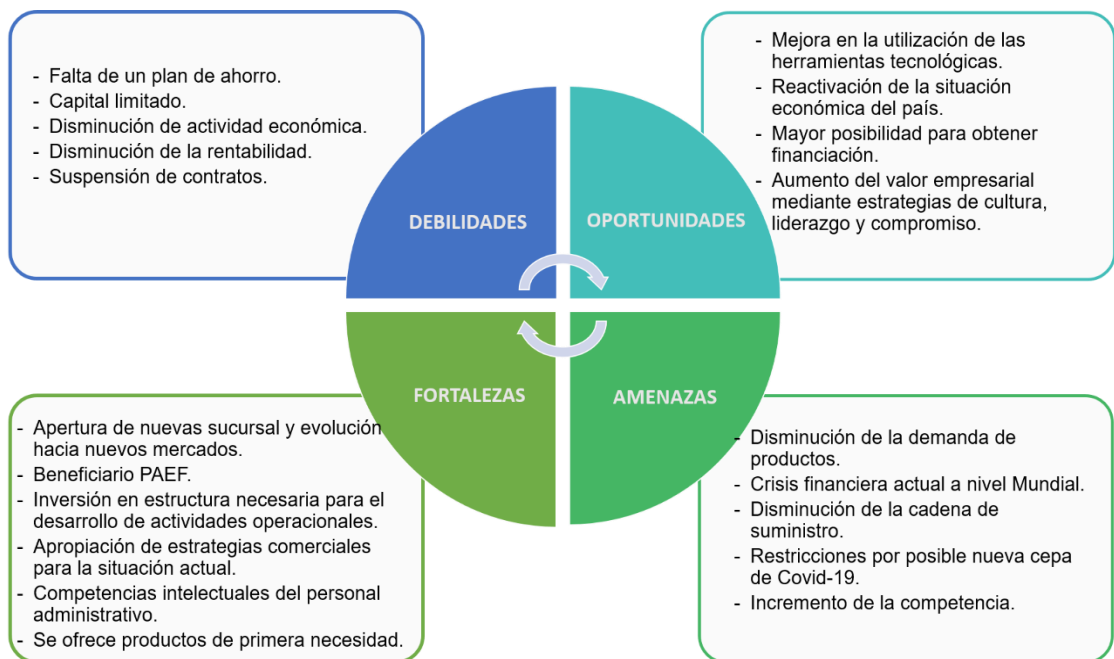 - Falta de un plan de ahorro.
- Capital limitado.
- Disminución de actividad económica.
- Disminución de la rentabilidad.
- Suspensión de contratos.
- Mejora en la utilización de las
herramientas tecnológicas.
- Reactivación de la situación
económica del país.
- Mayor posibilidad para obtener
financiación.
- Aumento del valor empresarial
mediante estrategias de cultura,
liderazgo y compromiso.
DEBILIDADES
OPORTUNIDADES
FORTALEZAS
AMENAZAS
- Apertura de nuevas sucursal y evolución
hacia nuevos mercados.
- Beneficiario PAEF.
- Inversión en estructura necesaria para el
desarrollo de actividades operacionales.
- Apropiación de estrategias comerciales
para la situación actual.
- Competencias intelectuales del personal
administrativo.
- Se ofrece productos de primera necesidad.
- Disminución de la demanda de
productos.
- Crisis financiera actual a nivel Mundial.
- Disminución de la cadena de
suministro.
- Restricciones por posible nueva cepa
de Covid-19.
- Incremento de la competencia.